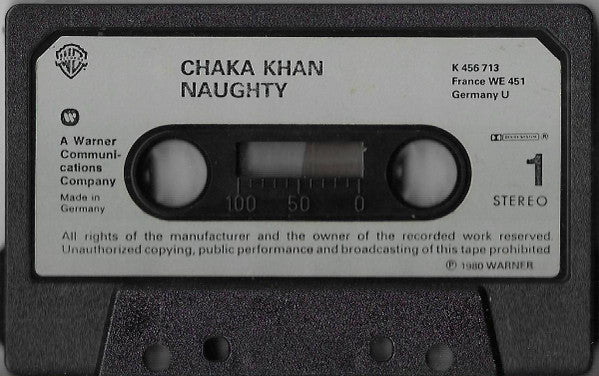 CHAKA KHAN
NAUGHTY
K 456 713
France WE 451
Germany U
A Warner
Communi-
cations
Company
Made in
Germany
1
STEREO
100 50 0
All rights of the manufacturer and the owner of the recorded work reserved.
Unauthorized copying, public performance and broadcasting of this tape prohibited
℗ 1980 WARNER